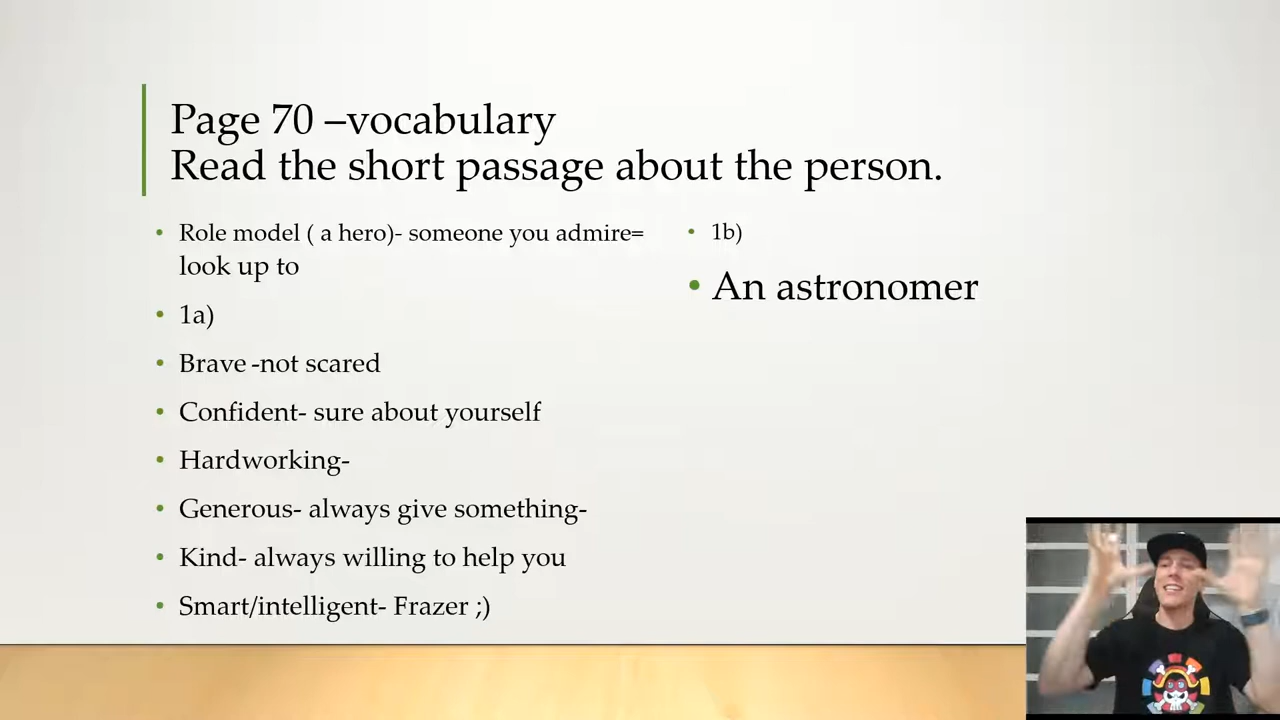 Page 70 –vocabulary
Read the short passage about the person.
• Role model ( a hero)- someone you admire=
look up to
• 1a)
• Brave -not scared
• Confident- sure about yourself
• Hardworking-
• Generous- always give something-
• Kind- always willing to help you
• Smart/intelligent- Frazer ;)
• 1b)
• An astronomer